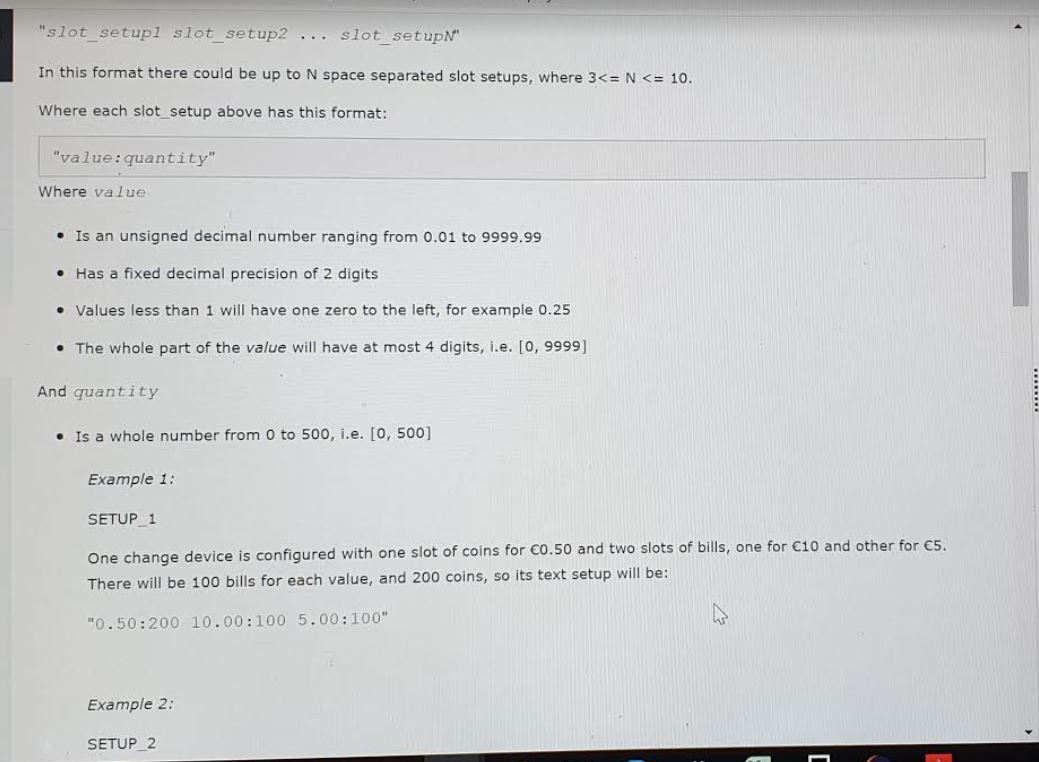 "slot_setup1 slot_setup2 ... slot_setupN"
In this format there could be up to N space separated slot setups, where 3<= N <= 10.
Where each slot_setup above has this format:
"value:quantity"
Where value
• Is an unsigned decimal number ranging from 0.01 to 9999.99
• Has a fixed decimal precision of 2 digits
• Values less than 1 will have one zero to the left, for example 0.25
• The whole part of the value will have at most 4 digits, i.e. [0, 9999]
And quantity
• Is a whole number from 0 to 500, i.e. [0, 500]
Example 1:
SETUP_1
One change device is configured with one slot of coins for €0.50 and two slots of bills, one for €10 and other for €5.
There will be 100 bills for each value, and 200 coins, so its text setup will be:
"0.50:200 10.00:100 5.00:100"
Example 2:
SETUP_2